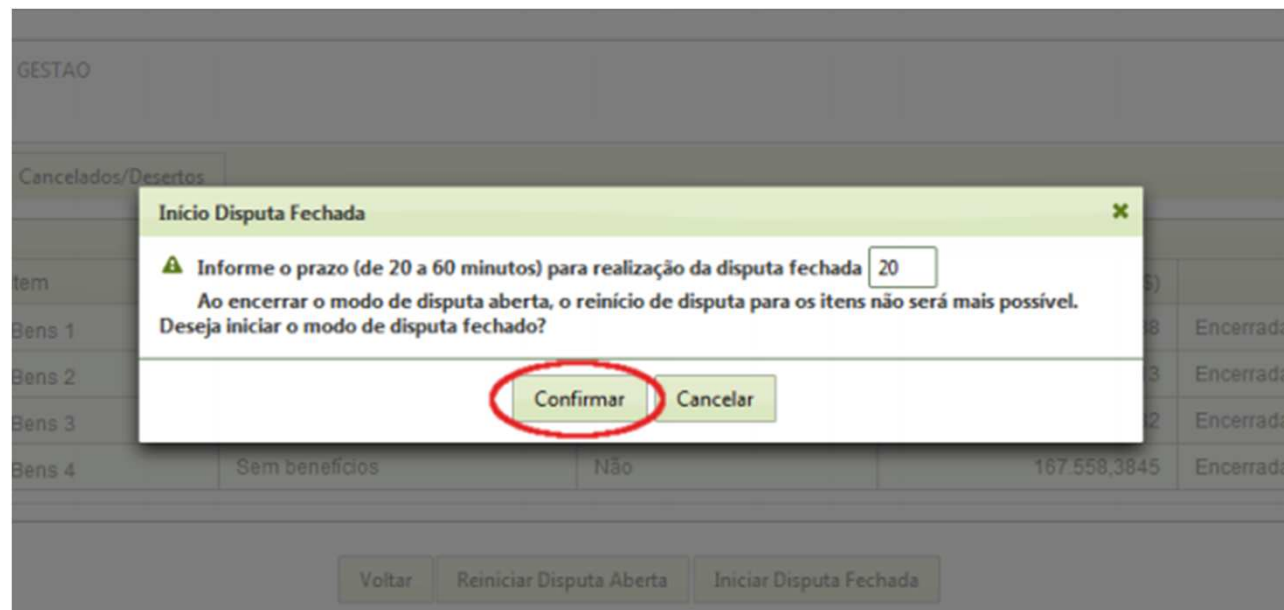 GESTAO
Cancelados/Desertos
Início Disputa Fechada
Informe o prazo (de 20 a 60 minutos) para realização da disputa fechada 20
Ao encerrar o modo de disputa aberta, o reinício de disputa para os itens não será mais possível.
Deseja iniciar o modo de disputa fechado?
Confirmar Cancelar
Bens 1 Encerrada
Bens 2 Encerrada
Bens 3 Encerrada
Bens 4 Sem benefícios Não 167.558,3845 Encerrada
Voltar Reiniciar Disputa Aberta Iniciar Disputa Fechada